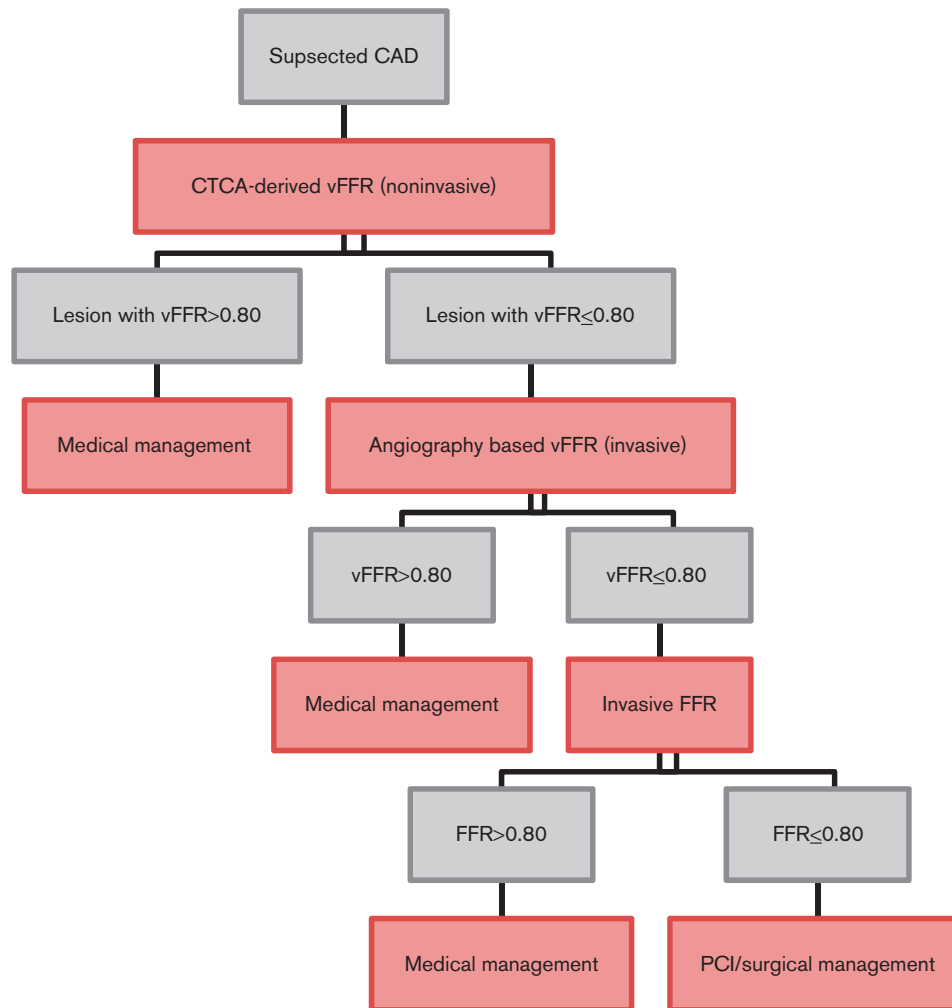 Supsected CAD
CTCA-derived vFFR (noninvasive)
Lesion with vFFR>0.80
Lesion with vFFR≤0.80
Medical management
Angiography based vFFR (invasive)
vFFR>0.80
vFFR≤0.80
Medical management
Invasive FFR
FFR>0.80
FFR≤0.80
Medical management
PCI/surgical management